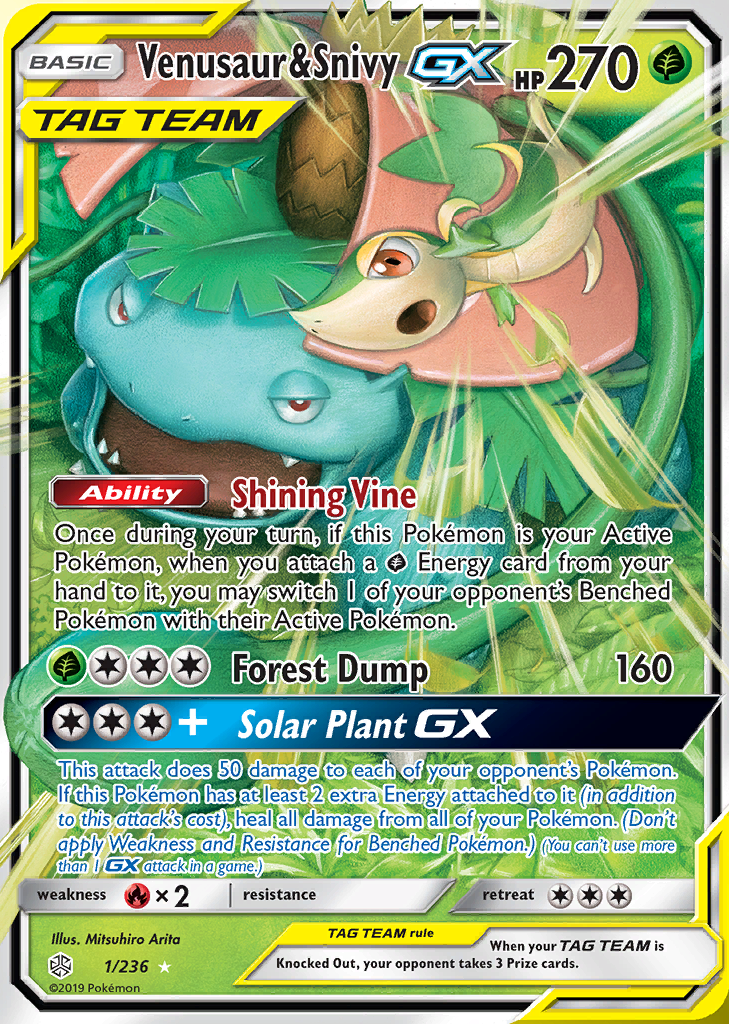 BASIC Venusaur&Snivy GX HP 270
TAG TEAM
Ability Shining Vine
Once during your turn, if this Pokémon is your Active
Pokémon, when you attach a Energy card from your
hand to it, you may switch 1 of your opponent's Benched
Pokémon with their Active Pokémon.
Forest Dump 160
+ Solar Plant GX
This attack does 50 damage to each of your opponent's Pokémon.
If this Pokémon has at least 2 extra Energy attached to it (in addition
to this attack's cost), heal all damage from all of your Pokémon. (Don't
apply Weakness and Resistance for Benched Pokémon.) (You can't use more
than 1 GX attack in a game.)
weakness ×2 resistance retreat
Illus. Mitsuhiro Arita
1/236
©2019 Pokémon
TAG TEAM rule
When your TAG TEAM is
Knocked Out, your opponent takes 3 Prize cards.